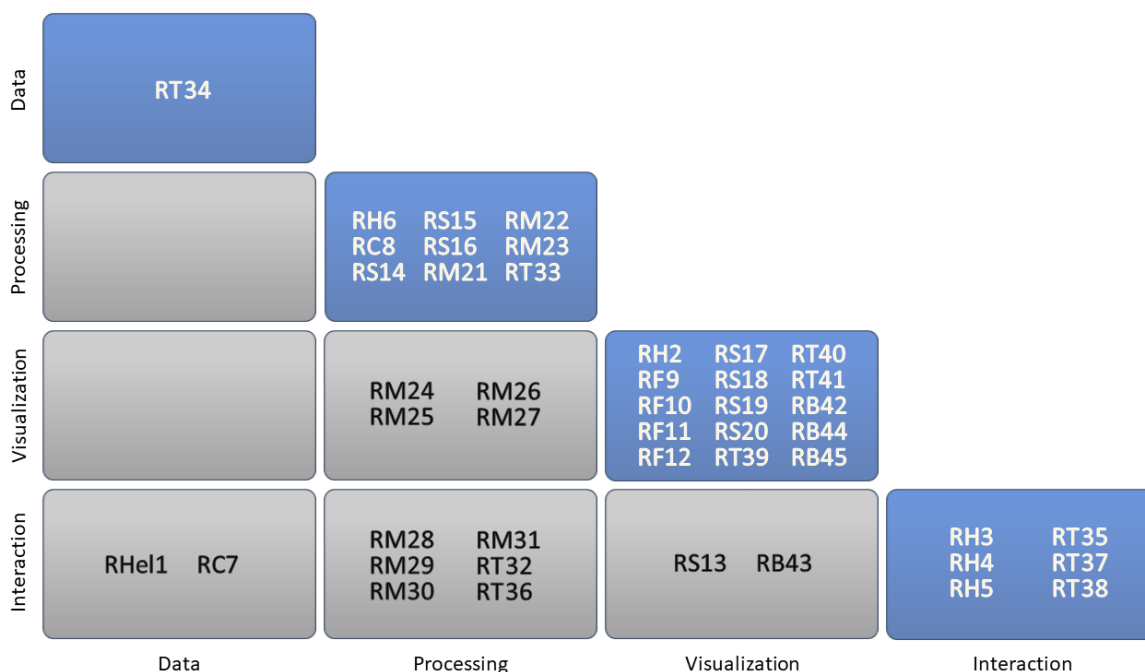 Data
RT34
Processing
RH6 RS15 RM22
RC8 RS16 RM23
RS14 RM21 RT33
Visualization
RM24 RM26
RM25 RM27
RH2 RS17 RT40
RF9 RS18 RT41
RF10 RS19 RB42
RF11 RS20 RB44
RF12 RT39 RB45
Interaction
RHel1 RC7
RM28 RM31
RM29 RT32
RM30 RT36
RS13 RB43
RH3 RT35
RH4 RT37
RH5 RT38
Data Processing Visualization Interaction